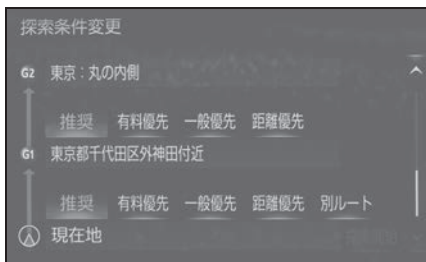 探索条件変更
G2 東京：丸の内側
推奨 有料優先 一般優先 距離優先
G1 東京都千代田区外神田付近
推奨 有料優先 一般優先 距離優先 別ルート
現在地